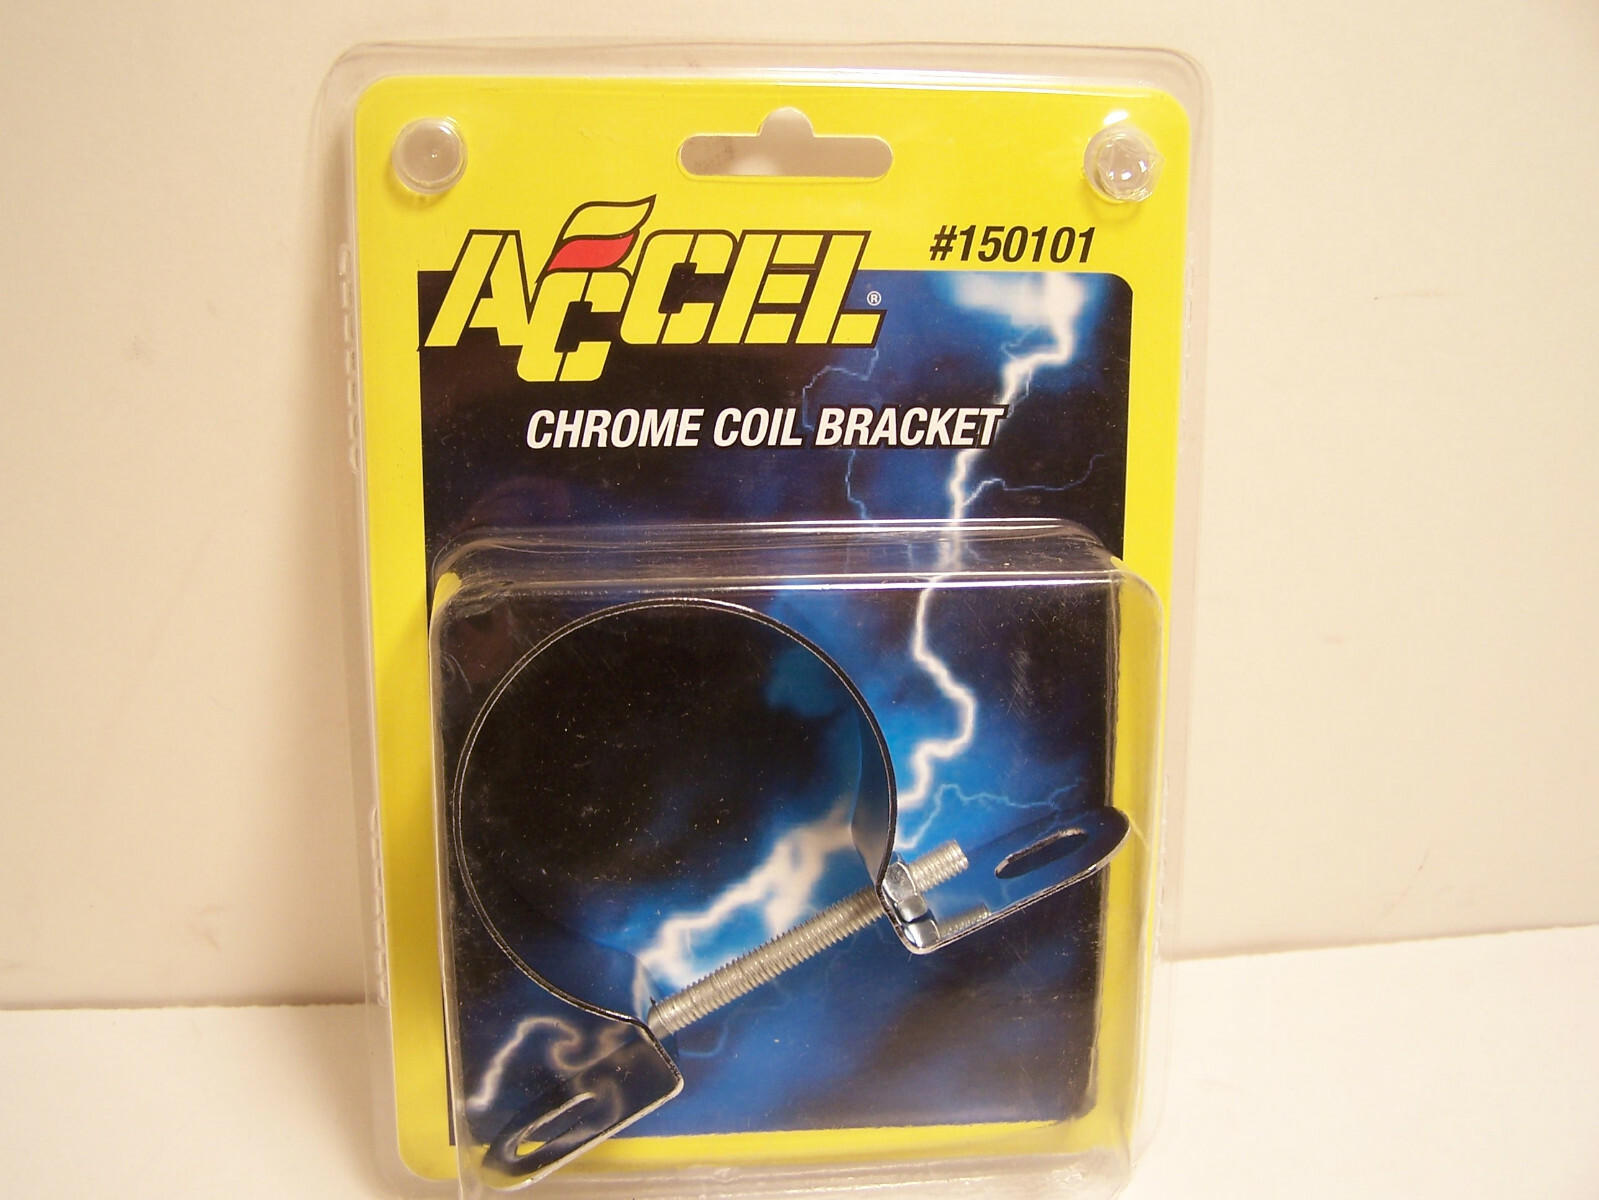 #150101
ACCEL®
CHROME COIL BRACKET